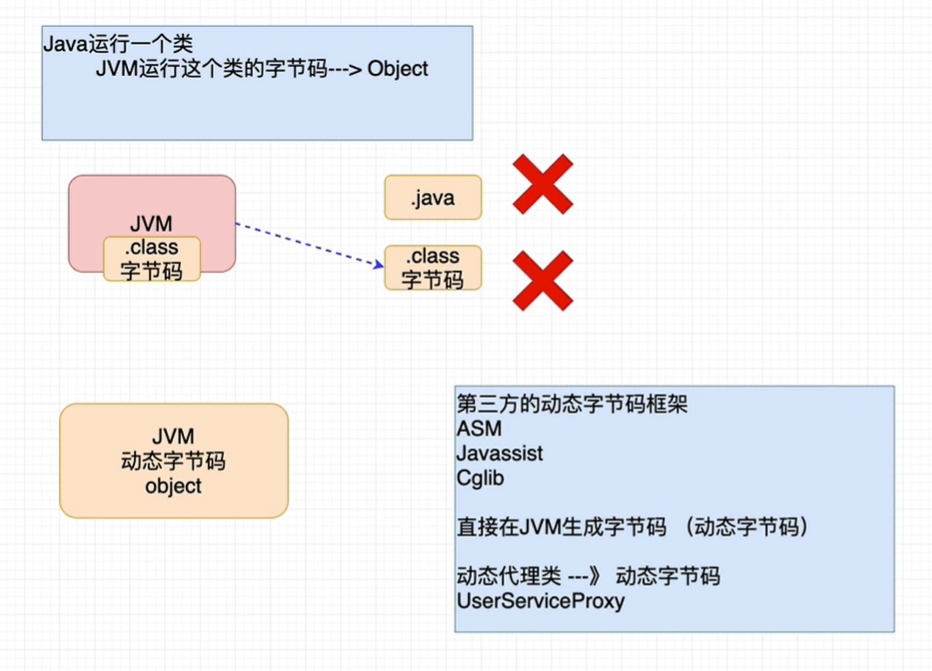 Java运行一个类
JVM运行这个类的字节码---> Object
JVM
.class
字节码
.java
.class
字节码
JVM
动态字节码
object
第三方的动态字节码框架
ASM
Javassist
Cglib
直接在JVM生成字节码 （动态字节码）
动态代理类 ---》 动态字节码
UserServiceProxy